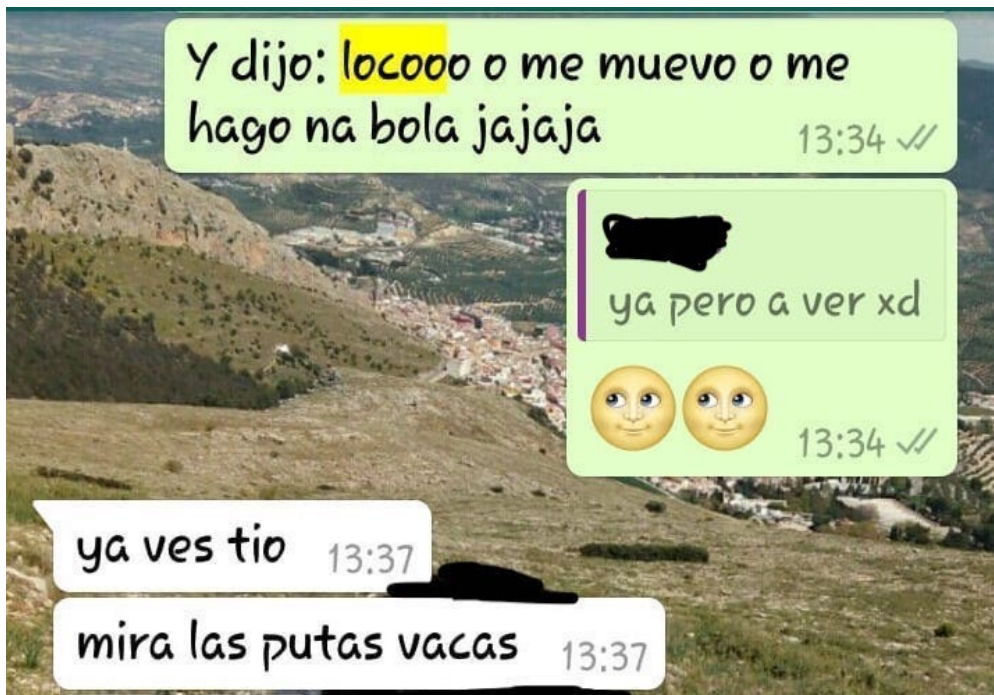 Y dijo: locooo o me muevo o me
hago na bola jajaja
13:34
ya pero a ver xd
13:34
ya ves tio 13:37
mira las putas vacas 13:37